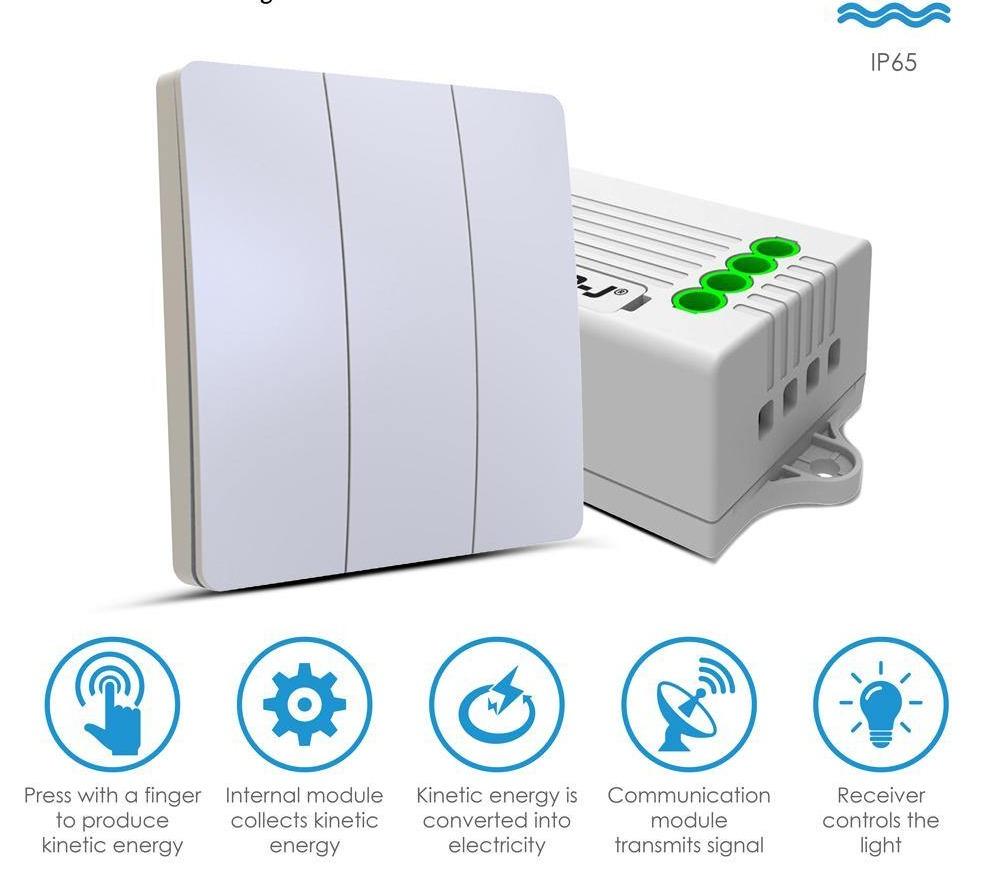 IP65
Press with a finger
to produce
kinetic energy
Internal module
collects kinetic
energy
Kinetic energy is
converted into
electricity
Communication
module
transmits signal
Receiver
controls the
light